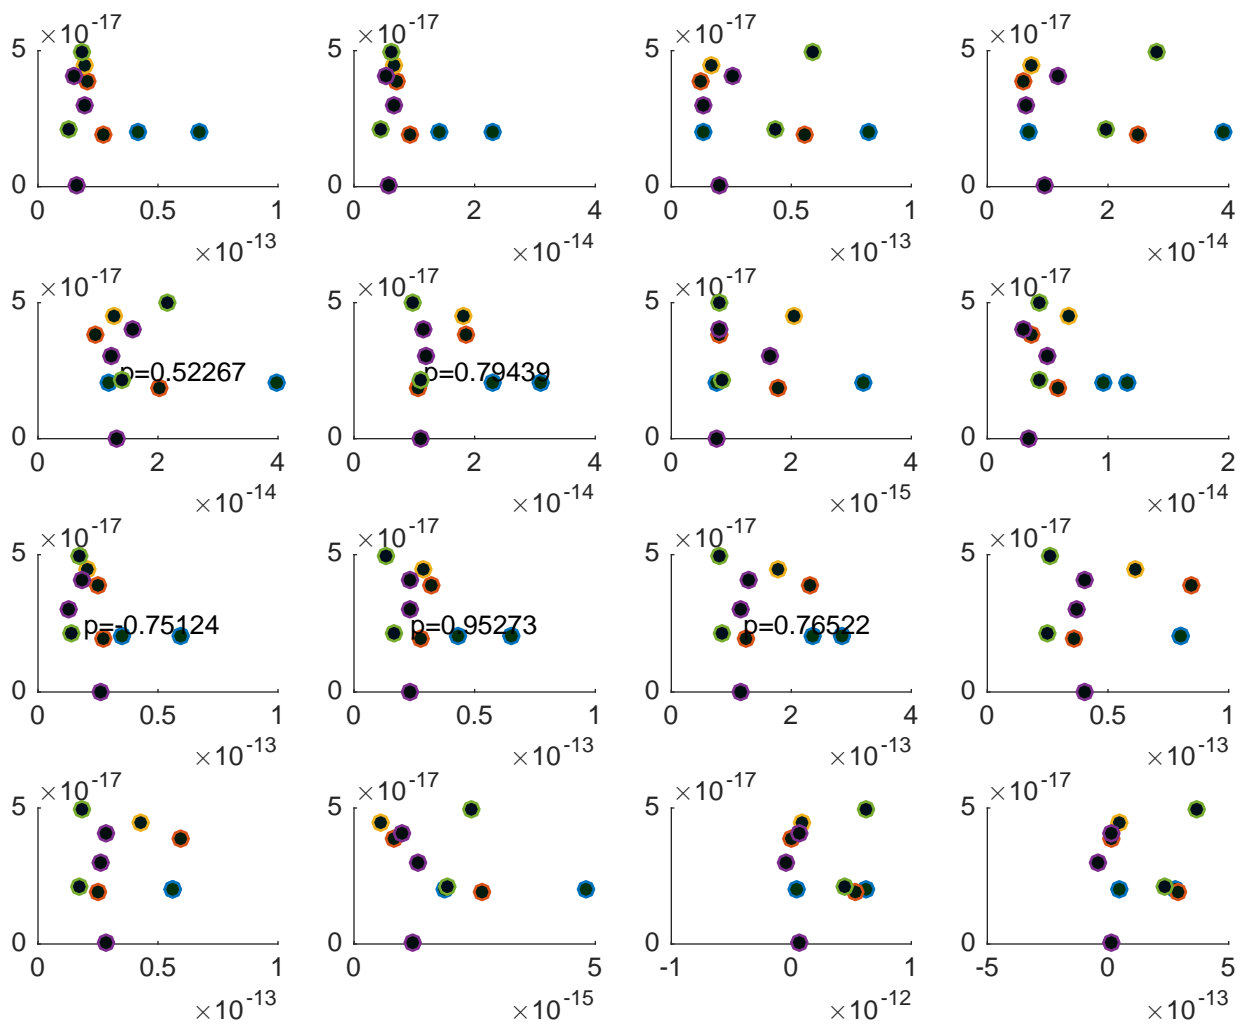 ×10-17 ×10-17 ×10-17 ×10-17
5 5 5 5
0 0 0 0
0 0.5 1 0 2 4 0 0.5 1 0 2 4
×10-13 ×10-14 ×10-13 ×10-14
×10-17 ×10-17 ×10-17 ×10-17
5 5 5 5
p=0.52267 p=0.79439
0 0 0 0
0 2 4 0 2 4 0 2 4 0 1 2
×10-14 ×10-14 ×10-15 ×10-14
×10-17 ×10-17 ×10-17 ×10-17
5 5 5 5
p=-0.75124 p=0.95273 p=0.76522
0 0 0 0
0 0.5 1 0 0.5 1 0 2 4 0 0.5 1
×10-13 ×10-13 ×10-13 ×10-13
×10-17 ×10-17 ×10-17 ×10-17
5 5 5 5
0 0 0 0
0 0.5 1 0 5 -1 0 1 -5 0 5
×10-13 ×10-15 ×10-12 ×10-13